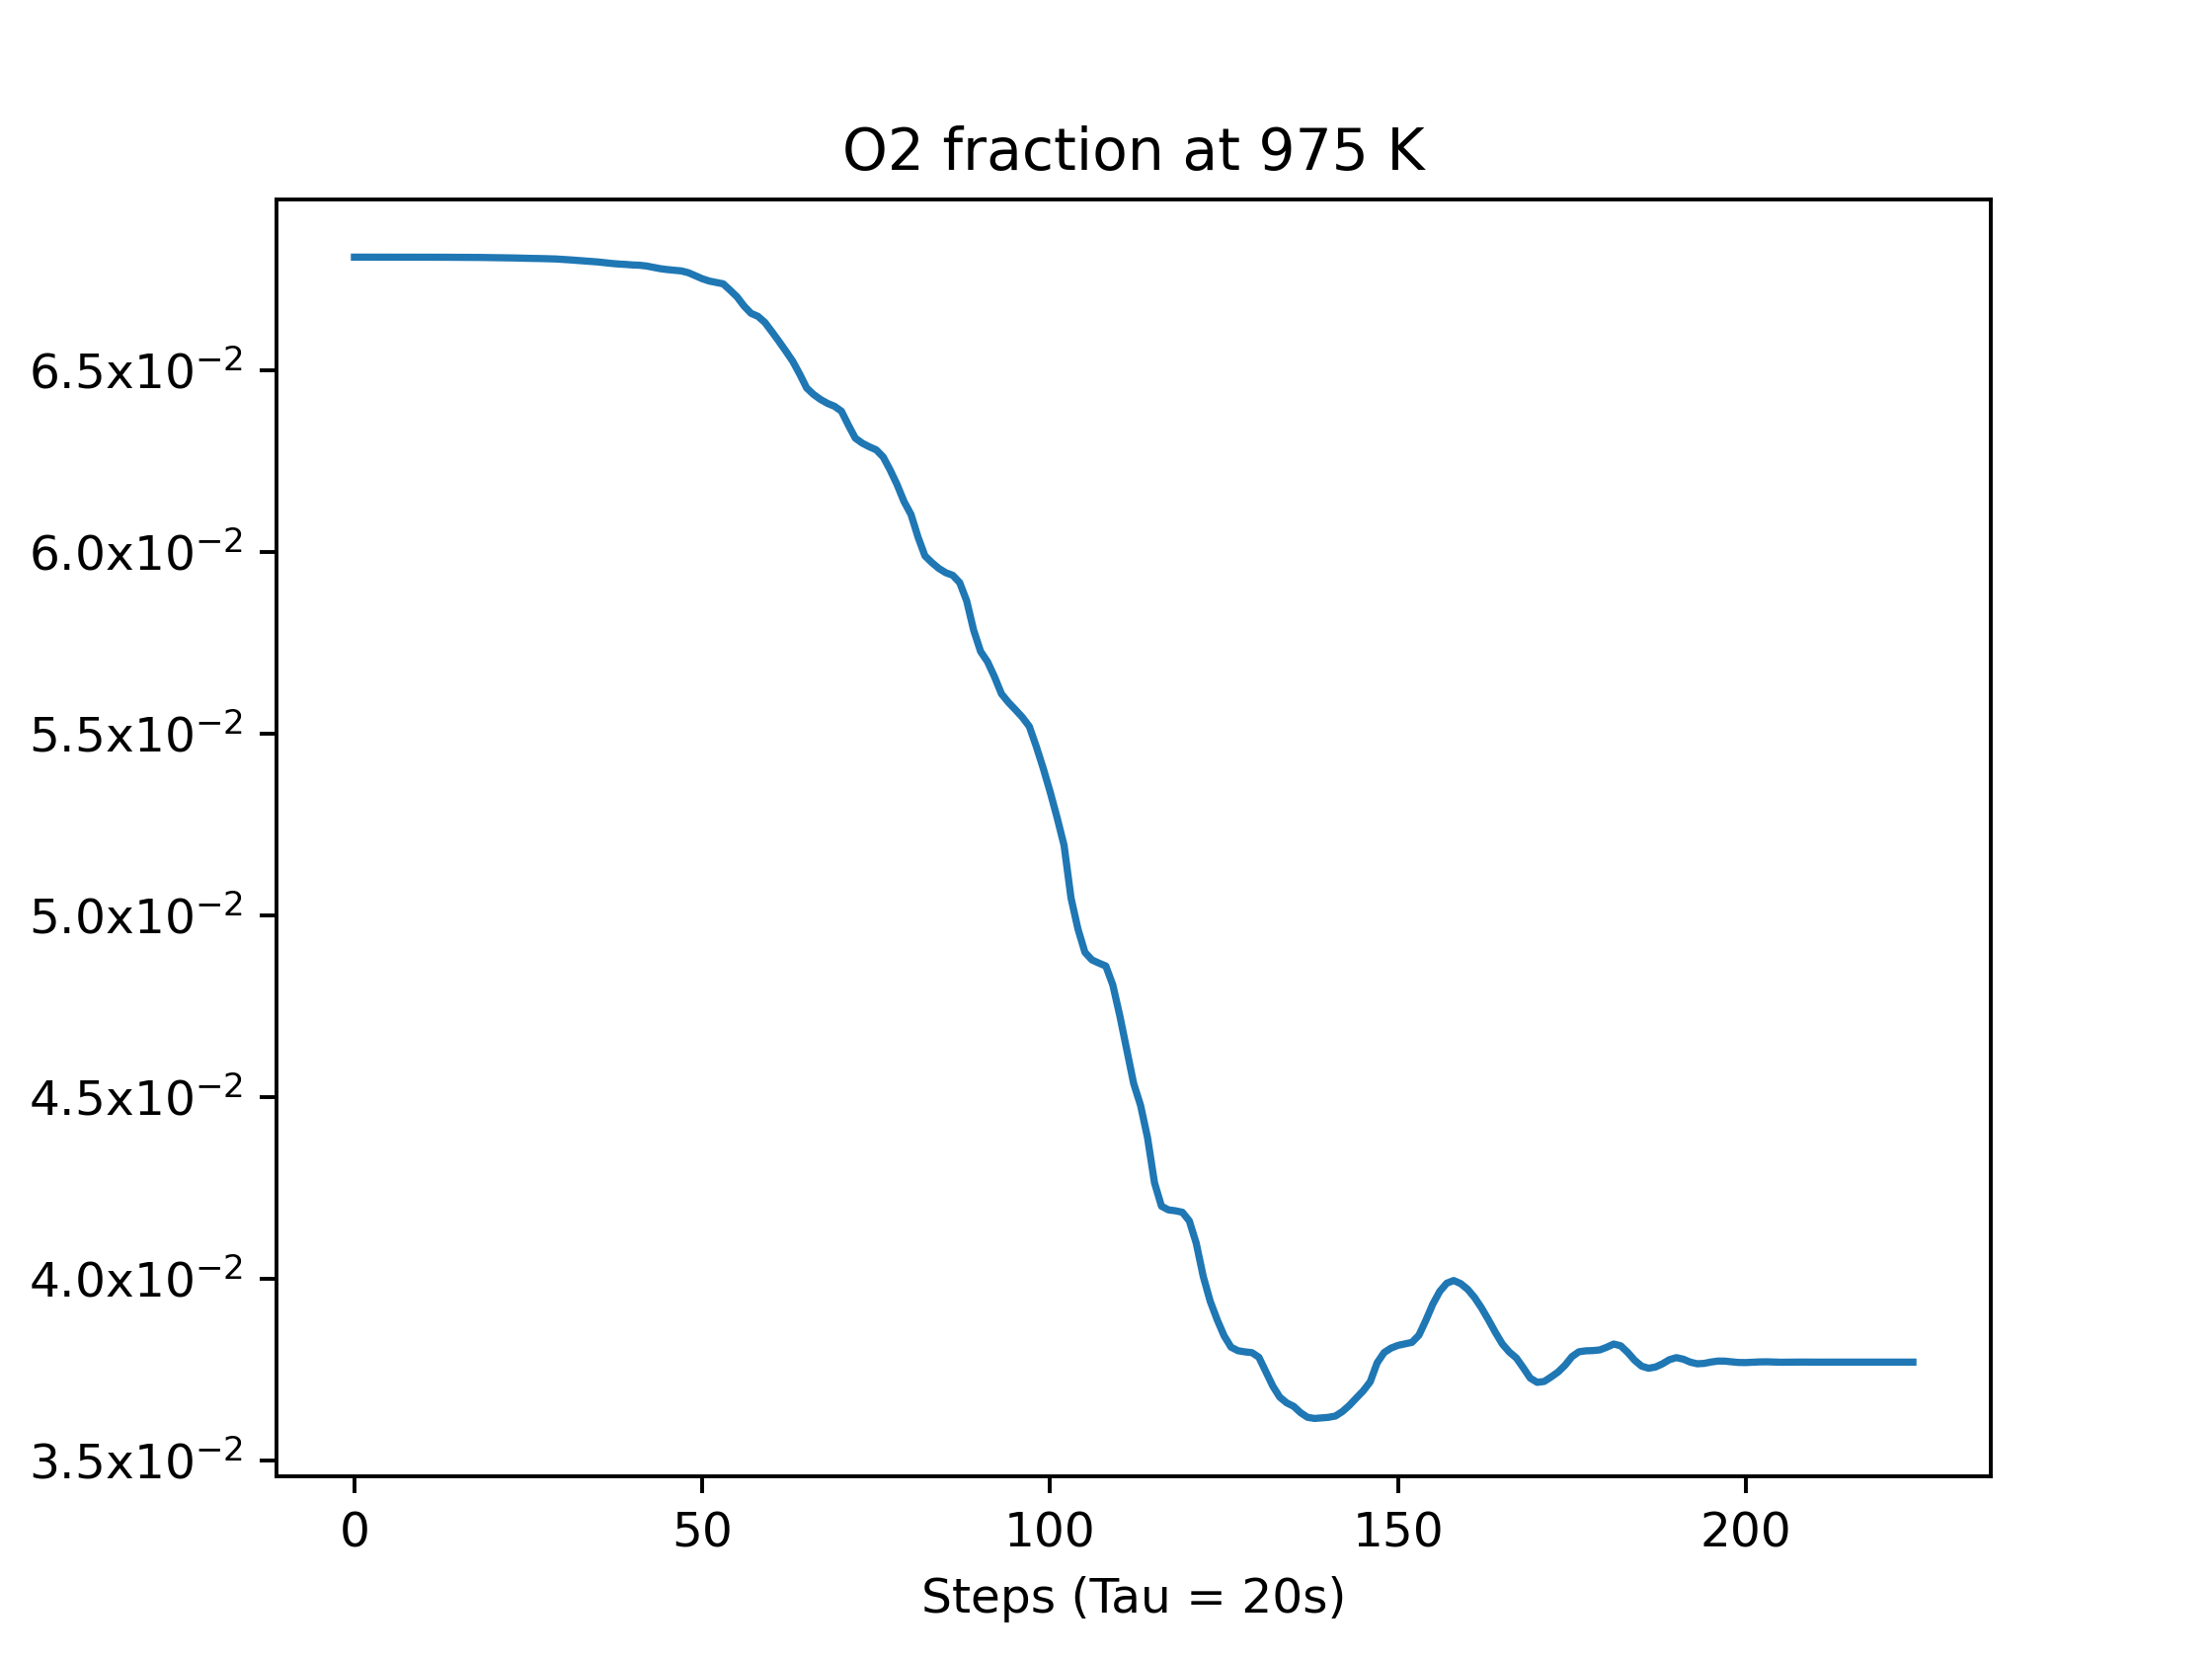 O2 fraction at 975 K
6.5x10⁻²
6.0x10⁻²
5.5x10⁻²
5.0x10⁻²
4.5x10⁻²
4.0x10⁻²
3.5x10⁻²
0 50 100 150 200
Steps (Tau = 20s)